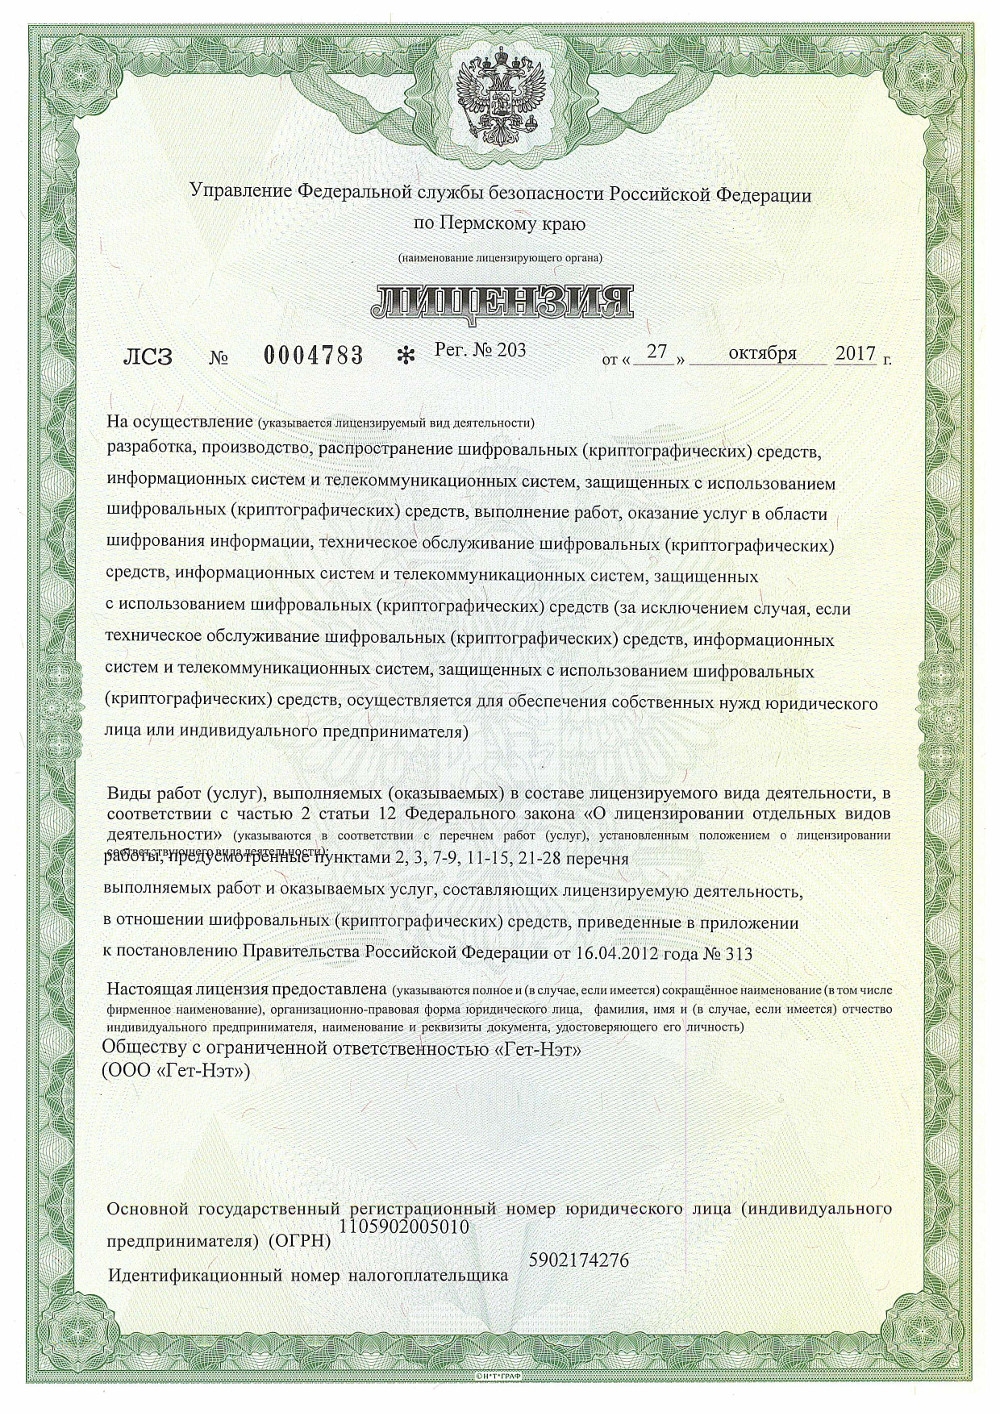 Управление Федеральной службы безопасности Российской Федерации
по Пермскому краю
(наименование лицензирующего органа)
ЛИЦЕНЗИЯ
ЛСЗ № 0004783 * Рег. № 203 от « 27 » октября 2017 г.
На осуществление (указывается лицензируемый вид деятельности)
разработка, производство, распространение шифровальных (криптографических) средств,
информационных систем и телекоммуникационных систем, защищенных с использованием
шифровальных (криптографических) средств, выполнение работ, оказание услуг в области
шифрования информации, техническое обслуживание шифровальных (криптографических)
средств, информационных систем и телекоммуникационных систем, защищенных
с использованием шифровальных (криптографических) средств (за исключением случая, если
техническое обслуживание шифровальных (криптографических) средств, информационных
систем и телекоммуникационных систем, защищенных с использованием шифровальных
(криптографических) средств, осуществляется для обеспечения собственных нужд юридического
лица или индивидуального предпринимателя)
Виды работ (услуг), выполняемых (оказываемых) в составе лицензируемого вида деятельности, в
соответствии с частью 2 статьи 12 Федерального закона «О лицензировании отдельных видов
деятельности» (указываются в соответствии с перечнем работ (услуг), установленным положением о лицензировании
соответствующего вида деятельности):
работы, предусмотренные пунктами 2, 3, 7-9, 11-15, 21-28 перечня
выполняемых работ и оказываемых услуг, составляющих лицензируемую деятельность,
в отношении шифровальных (криптографических) средств, приведенные в приложении
к постановлению Правительства Российской Федерации от 16.04.2012 года № 313
Настоящая лицензия предоставлена (указываются полное и (в случае, если имеется) сокращённое наименование (в том числе
фирменное наименование), организационно-правовая форма юридического лица, фамилия, имя и (в случае, если имеется) отчество
индивидуального предпринимателя, наименование и реквизиты документа, удостоверяющего его личность)
Обществу с ограниченной ответственностью «Гет-Нэт»
(ООО «Гет-Нэт»)
Основной государственный регистрационный номер юридического лица (индивидуального
предпринимателя) (ОГРН) 1105902005010
Идентификационный номер налогоплательщика 5902174276
© Н*Т*ГРАФ